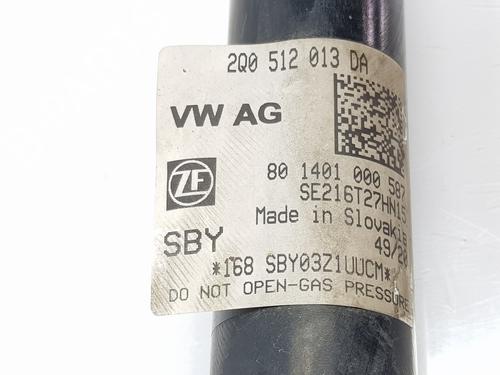 2Q0 512 013 DA
VW AG
ZF
80 1401 000 587
SE216T27HN15
Made in Slovakia
SBY
49/20
*168 SBY03Z1UUCM*
DO NOT OPEN-GAS PRESSURE